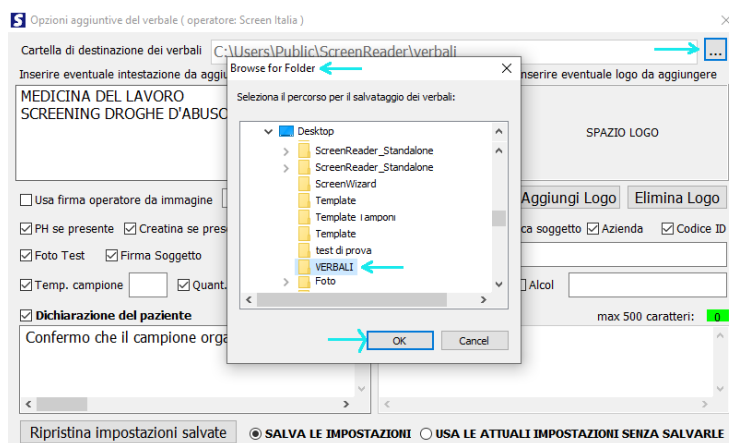 S Opzioni aggiuntive del verbale ( operatore: Screen Italia )
Cartella di destinazione dei verbali C:\Users\Public\ScreenReader\verbali ...
Inserire eventuale intestazione da aggiu
nserire eventuale logo da aggiungere
MEDICINA DEL LAVORO
SCREENING DROGHE D'ABUSO
SPAZIO LOGO
Browse for Folder
Seleziona il percorso per il salvataggio dei verbali:
Desktop
ScreenReader_Standalone
ScreenReader_Standalone
ScreenWizard
Template
Template Tamponi
Template
test di prova
VERBALI
Foto
OK Cancel
Usa firma operatore da immagine
Aggiungi Logo Elimina Logo
PH se presente Creatina se pres
ca soggetto Azienda Codice ID
Foto Test Firma Soggetto
Temp. campione Quant.
Alcol
Dichiarazione del paziente
max 500 caratteri: 0
Confermo che il campione orga
Ripristina impostazioni salvate SALVA LE IMPOSTAZIONI USA LE ATTUALI IMPOSTAZIONI SENZA SALVARLE